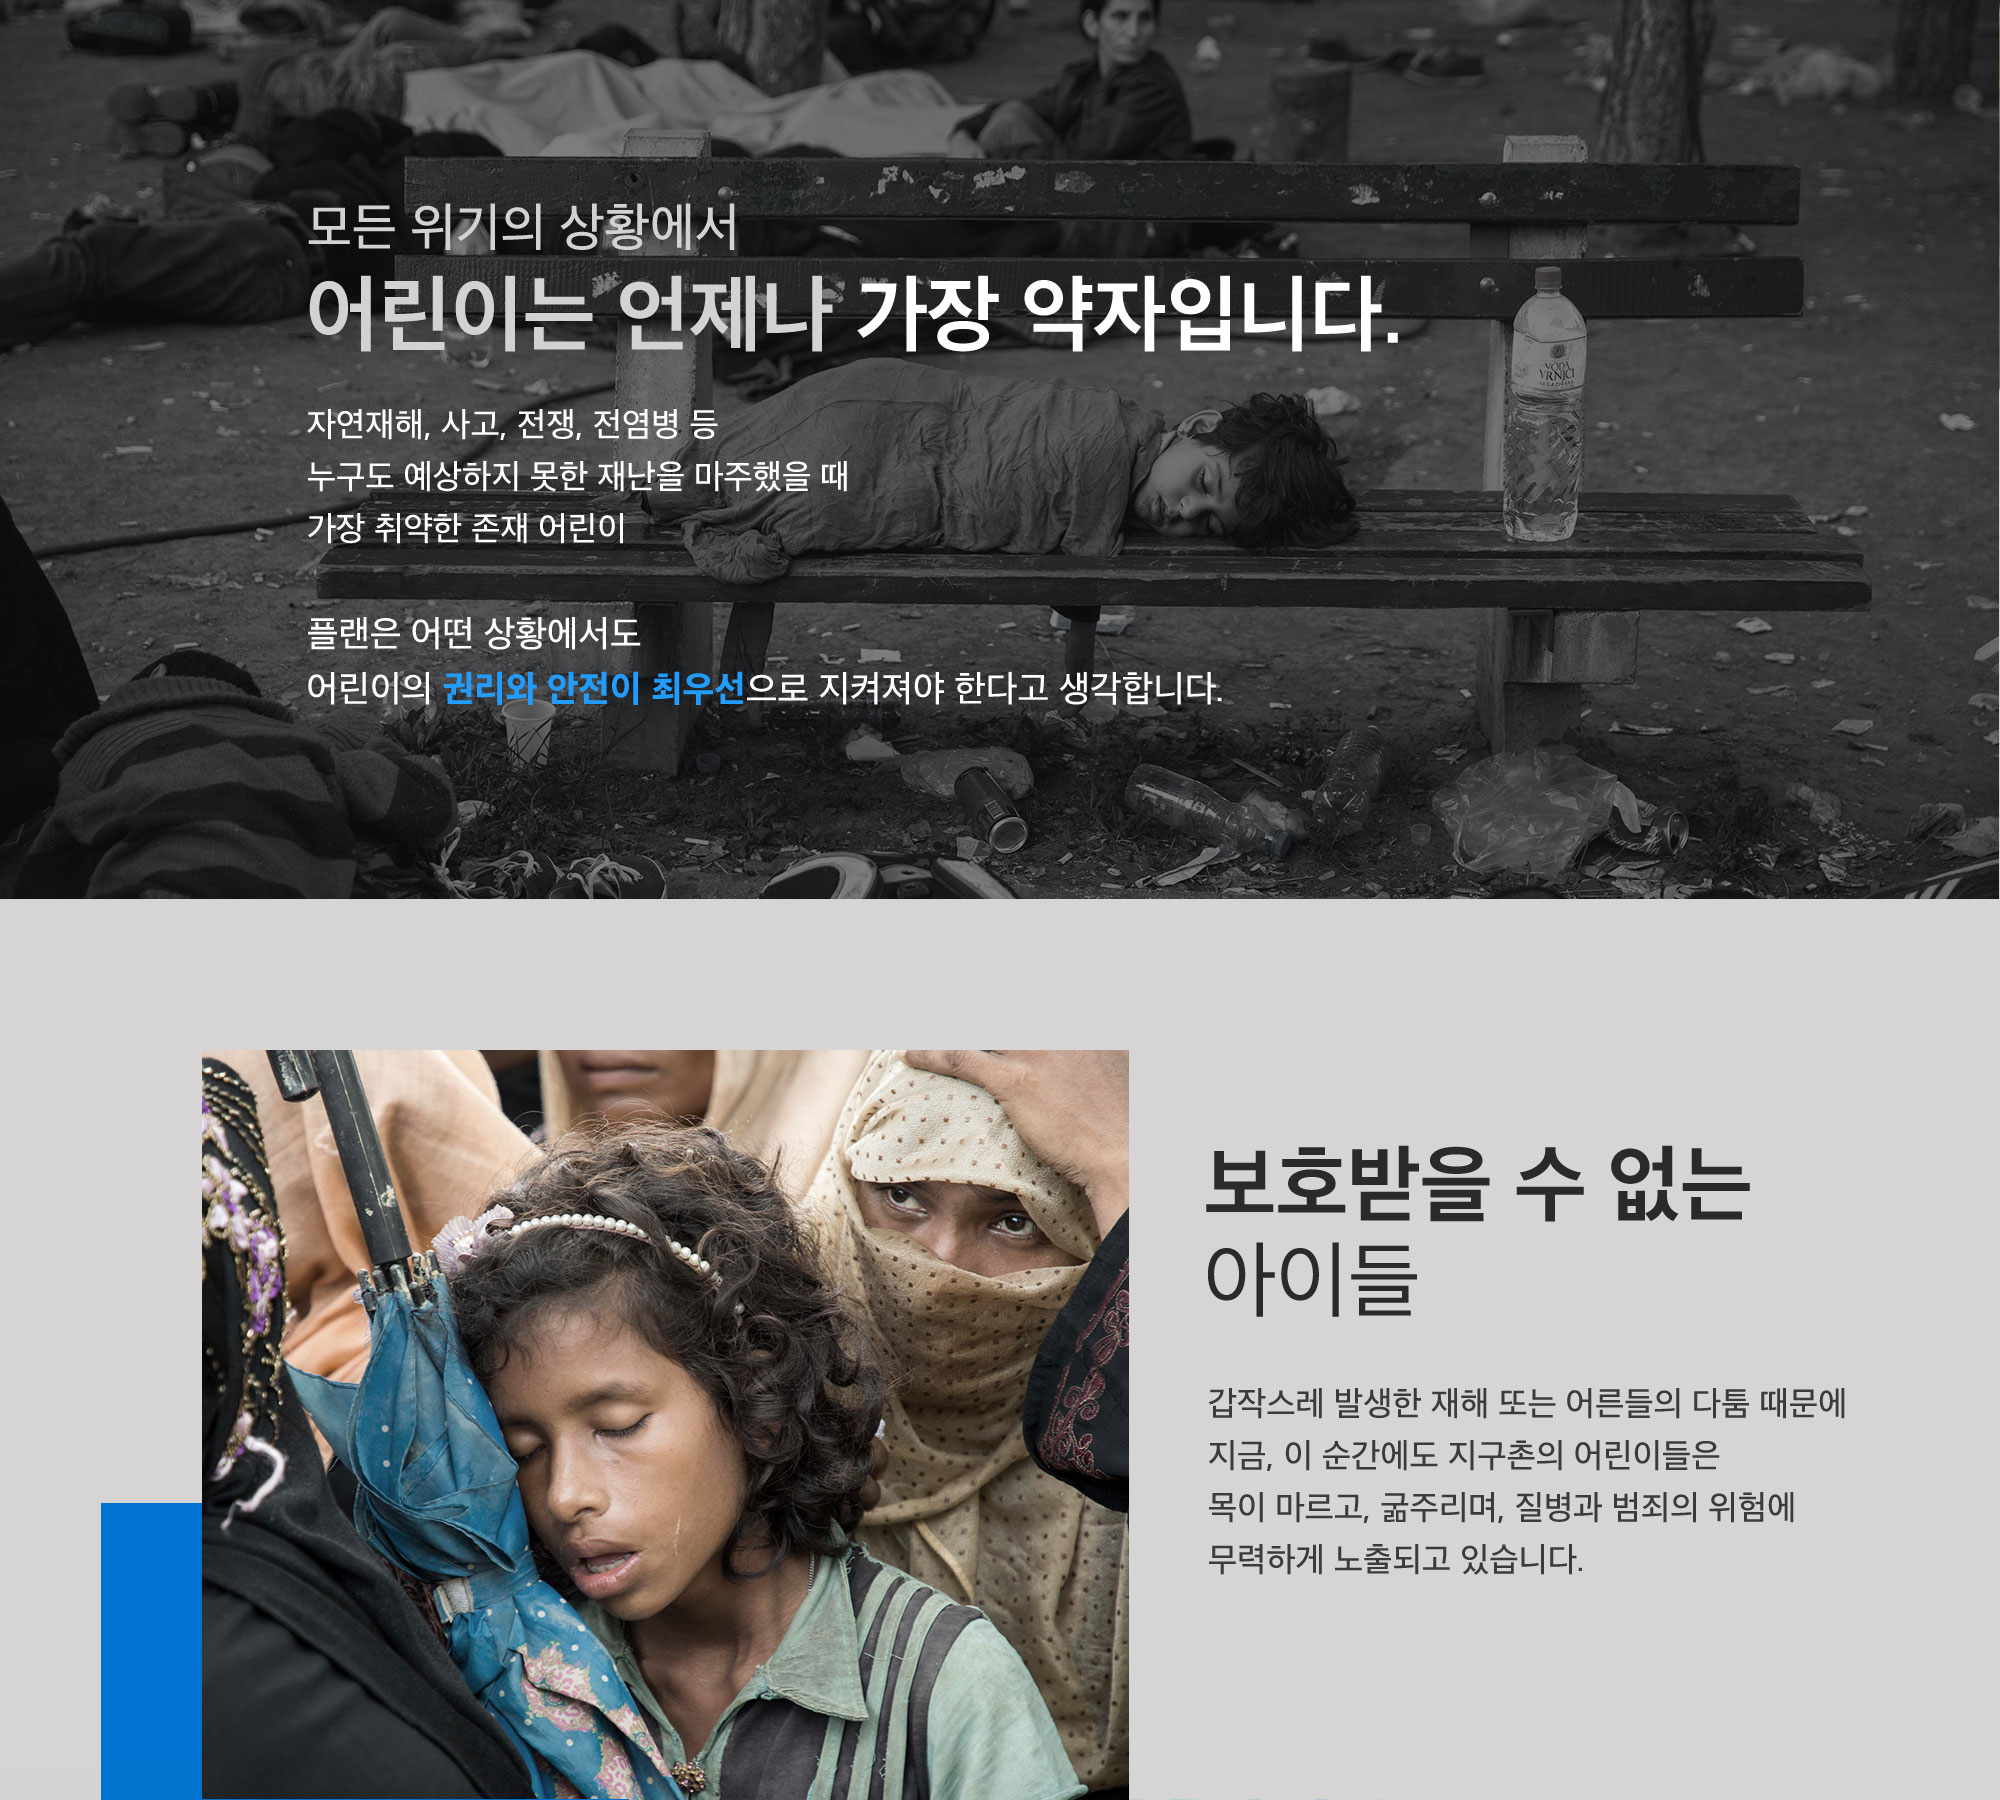 모든 위기의 상황에서
어린이는 언제나 가장 약자입니다.
자연재해, 사고, 전쟁, 전염병 등
누구도 예상하지 못한 재난을 마주했을 때
가장 취약한 존재 어린이
VODA
VRNJCI
플랜은 어떤 상황에서도
어린이의 권리와 안전이 최우선으로 지켜져야 한다고 생각합니다.
보호받을 수 없는
아이들
갑작스레 발생한 재해 또는 어른들의 다툼 때문에
지금, 이 순간에도 지구촌의 어린이들은
목이 마르고, 굶주리며, 질병과 범죄의 위험에
무력하게 노출되고 있습니다.